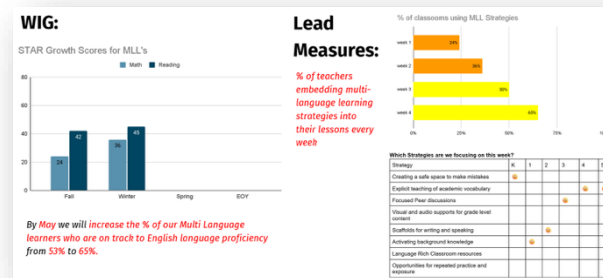 WIG:
STAR Growth Scores for MLL's
Math Reading
80
60
40
20
0
24
42
36
45
Fall Winter Spring EOY
By May we will increase the % of our Multi Language
learners who are on track to English language proficiency
from 53% to 65%.
Lead
Measures:
% of teachers
embedding multi-
language learning
strategies into
their lessons every
week
% of classooms using MLL Strategies
week 1
week 2
week 3
week 4
24%
36%
50%
65%
0% 25% 50% 75%
Which Strategies are we focusing on this week?
Strategy K 1 2 3 4
Creating a safe space to make mistakes
Explicit teaching of academic vocabulary
Focused Peer discussions
Visual and audio supports for grade level
content
Scaffolds for writing and speaking
Activating background knowledge
Language Rich Classroom resources
Opportunities for repeated practice and
exposure